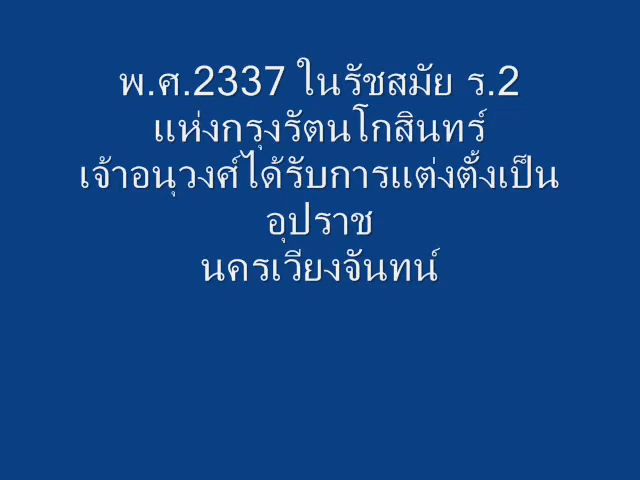 พ.ศ.2337 ในรัชสมัย ร.2
แห่งกรุงรัตนโกสินทร์
เจ้าอนุวงศ์ได้รับการแต่งตั้งเป็น
อุปราช
นครเวียงจันทน์